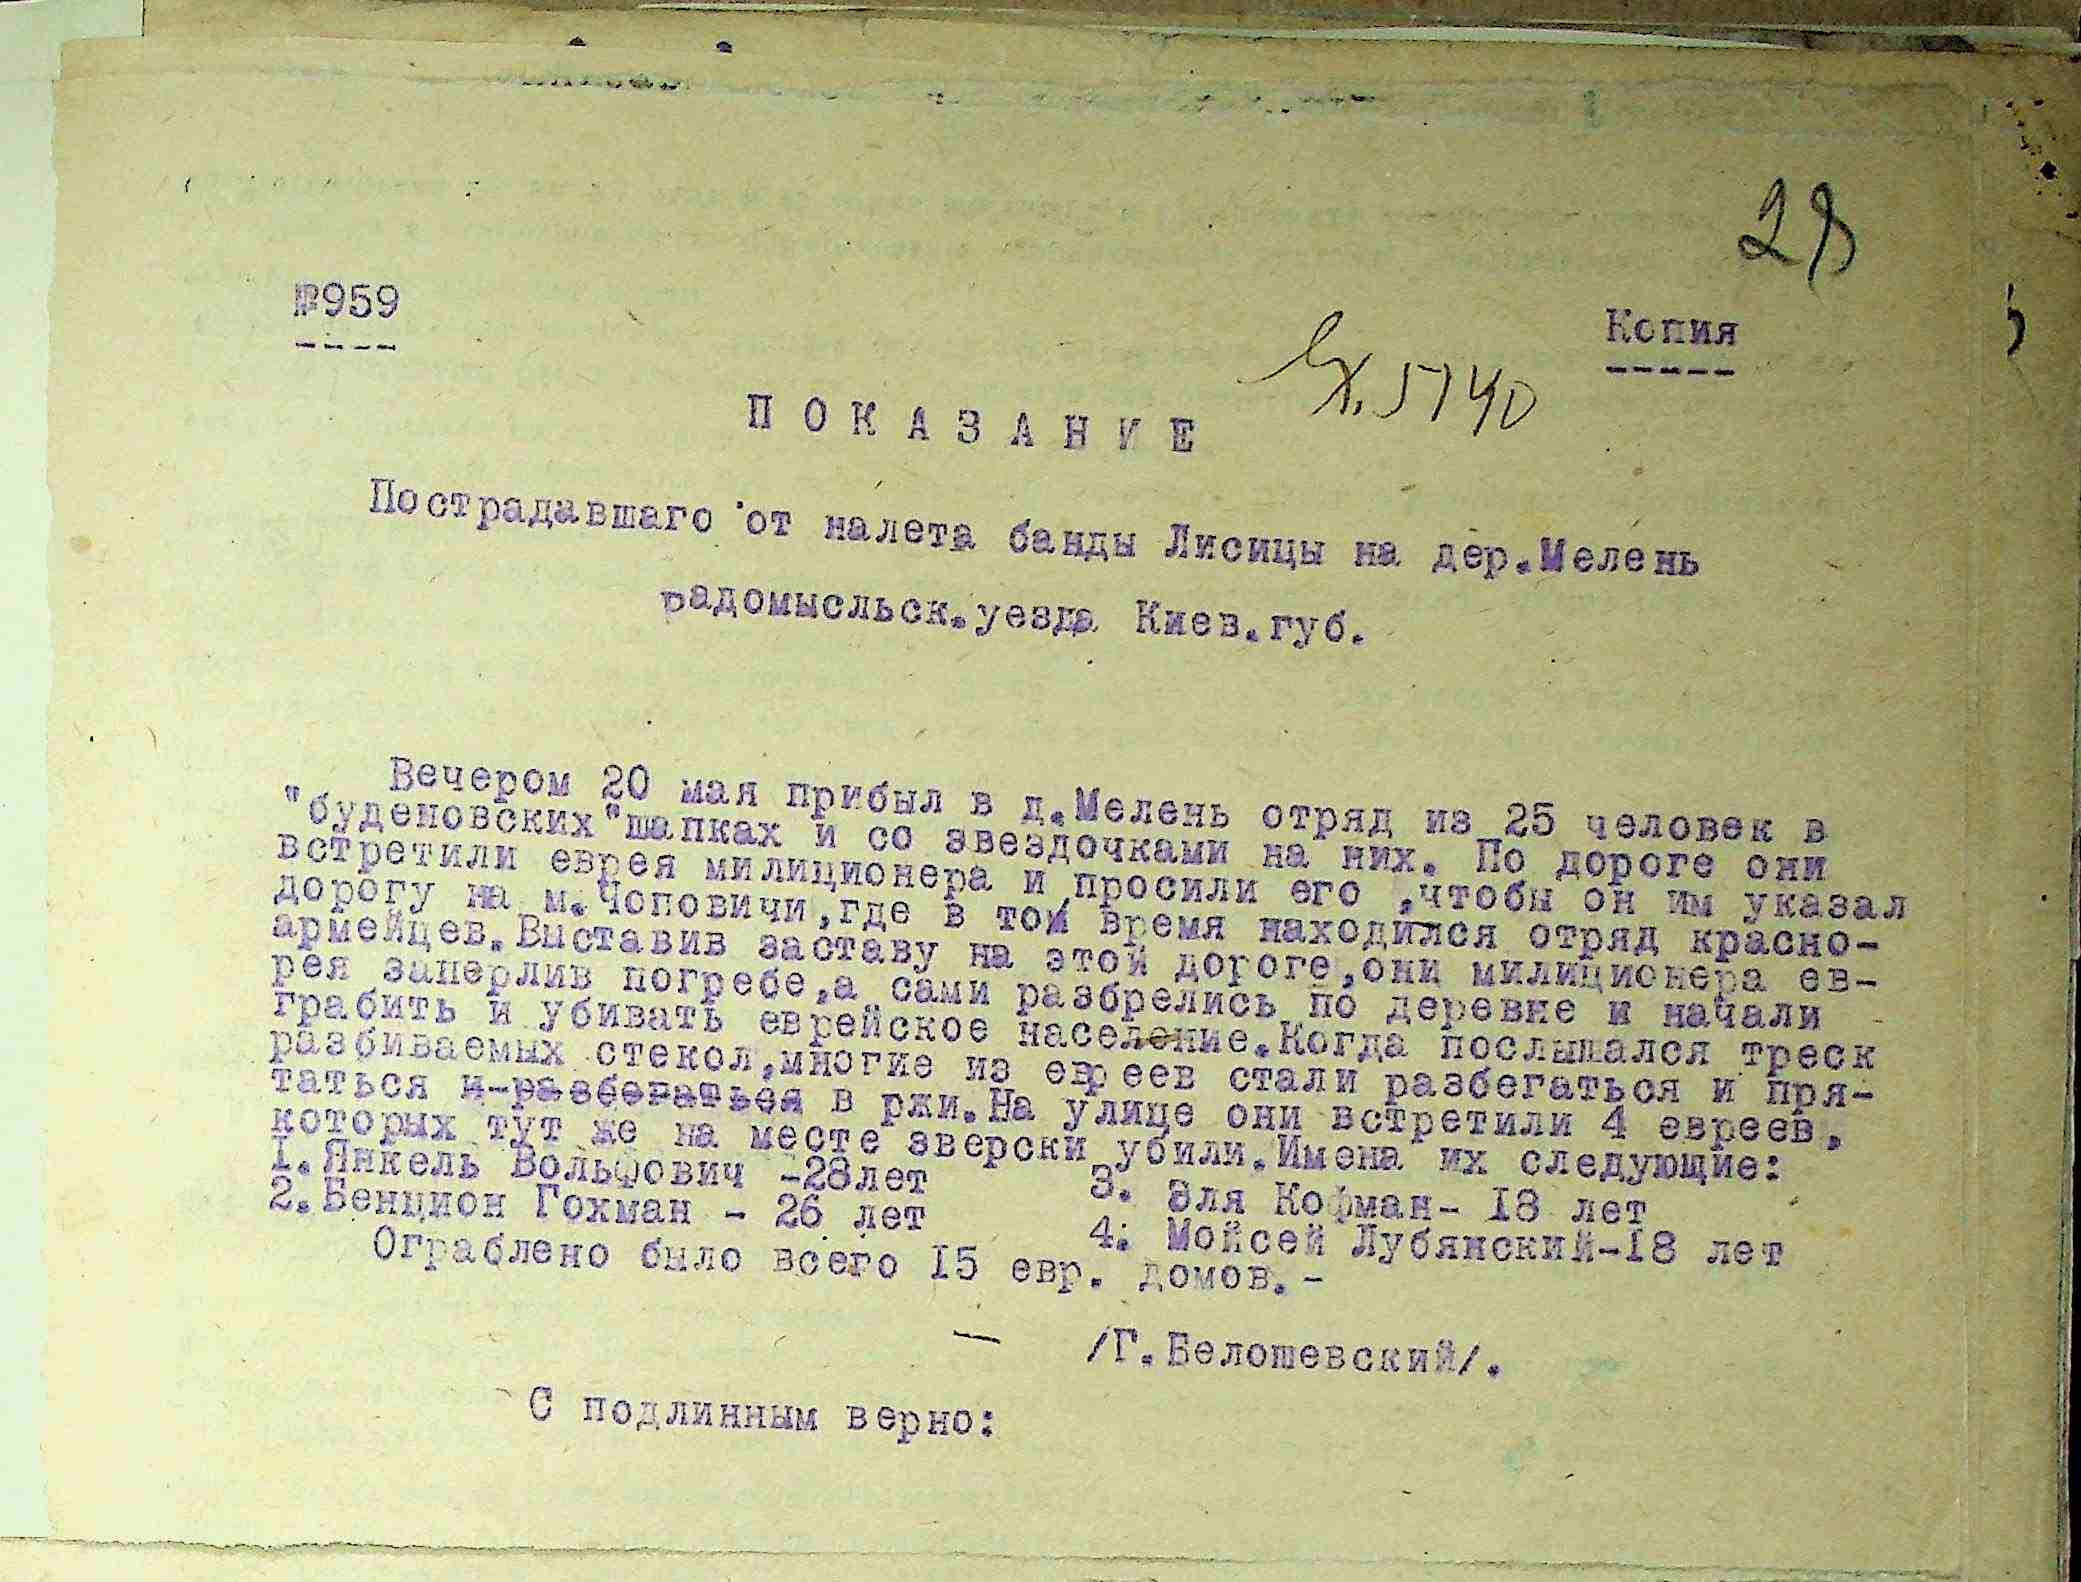 28
№959
Копия
Вх. 5140
ПОКАЗАНИЕ
Пострадавшаго от налета банды Лисицы на дер.Мелень
радомысльск.уезда Киев.губ.
Вечером 20 мая прибыл в д.Мелень отряд из 25 человек в
"буденовских"шапках и со звездочками на них. По дороге они
встретили еврея милиционера и просили его ,чтобы он им указал
дорогу на м.Чоповичи,где в той время находился отряд красно-
армейцев.Выставив заставу на этой дороге,они милиционера ев-
рея заперлив погребе,а сами разбрелись по деревне и начали
грабить и убивать еврейское население.Когда послышался треск
разбиваемых стекол,многие из евреев стали разбегаться и пря-
таться и разбегаться в ржи.На улице они встретили 4 евреев,
которых тут же на месте зверски убили.Имена их следующие:
1.Янкель Вольфович -28лет 3. Эля Кофман- 18 лет
2.Бенцион Гохман - 26 лет 4. Мойсей Лубянский-18 лет
Ограблено было всего 15 евр. домов.-
/Г.Белошевский/.
С подлинным верно: